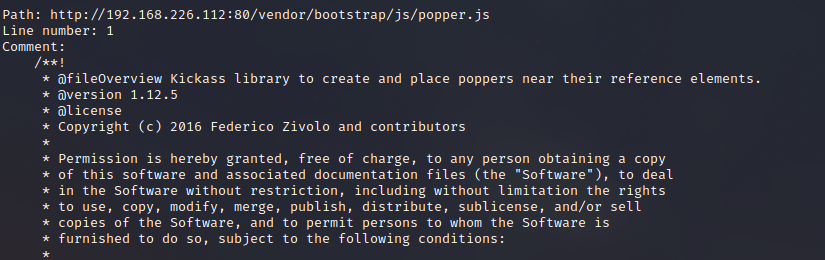 Path: http://192.168.226.112:80/vendor/bootstrap/js/popper.js
Line number: 1
Comment:
    /**!
     * @fileOverview Kickass library to create and place poppers near their reference elements.
     * @version 1.12.5
     * @license
     * Copyright (c) 2016 Federico Zivolo and contributors
     *
     * Permission is hereby granted, free of charge, to any person obtaining a copy
     * of this software and associated documentation files (the "Software"), to deal
     * in the Software without restriction, including without limitation the rights
     * to use, copy, modify, merge, publish, distribute, sublicense, and/or sell
     * copies of the Software, and to permit persons to whom the Software is
     * furnished to do so, subject to the following conditions:
     *